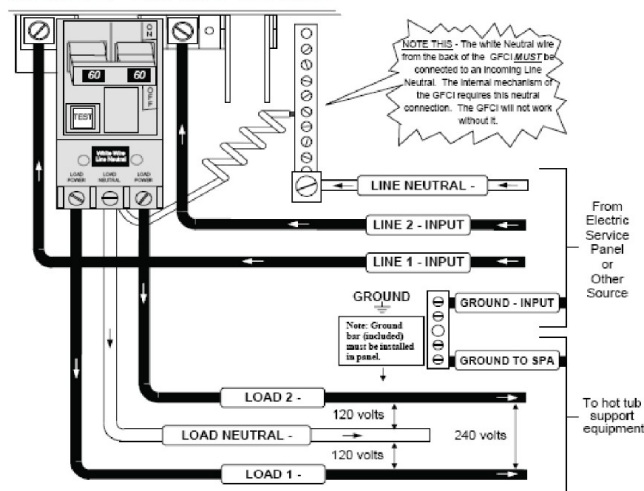 NOTE THIS - The white Neutral wire
from the back of the GFCI MUST be
connected to an incoming Line
Neutral. The internal mechanism of
the GFCI requires this neutral
connection. The GFCI will not work
without it.
ON
60
60
OFF
TEST
White Wire
Line Neutral
LOAD
POWER
LOAD
NEUTRAL
LOAD
POWER
LINE NEUTRAL -
LINE 2 - INPUT
LINE 1 - INPUT
From
Electric
Service
Panel
or
Other
Source
GROUND
Note: Ground
bar (included)
must be installed
in panel.
GROUND - INPUT
GROUND TO SPA
LOAD 2 -
120 volts
LOAD NEUTRAL -
240 volts
120 volts
LOAD 1 -
To hot tub
support
equipment